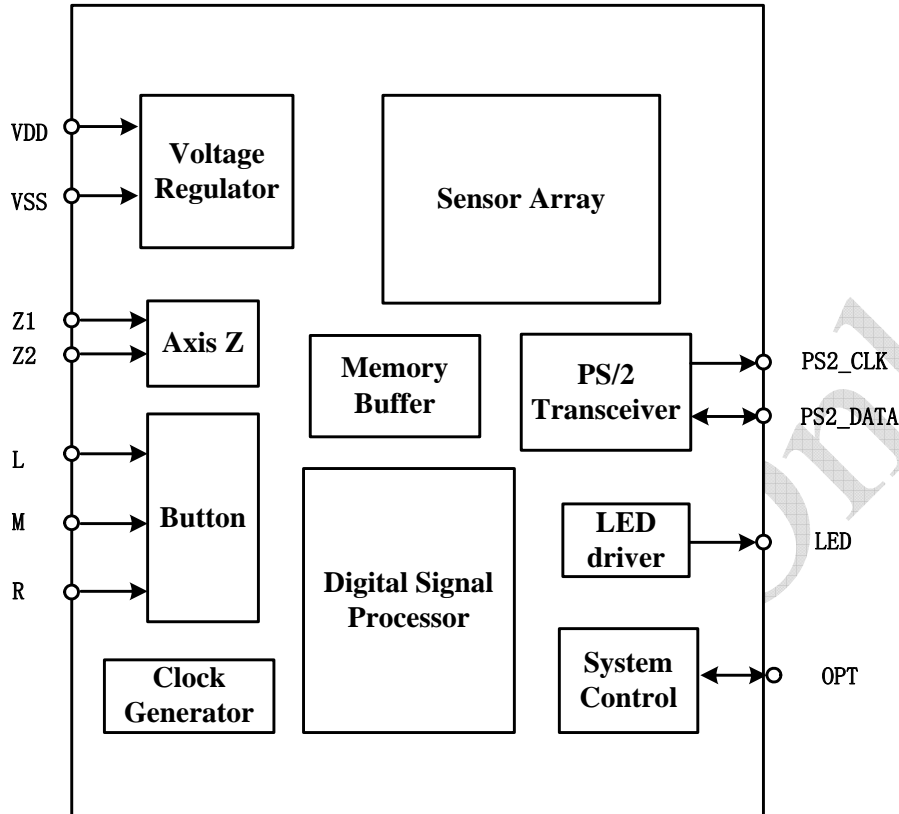 VDD
VSS
Voltage
Regulator
Sensor Array
Z1
Z2
Axis Z
Memory
Buffer
PS/2
Transceiver
PS2_CLK
PS2_DATA
L
M
R
Button
Digital Signal
Processor
LED
driver
LED
Clock
Generator
System
Control
OPT